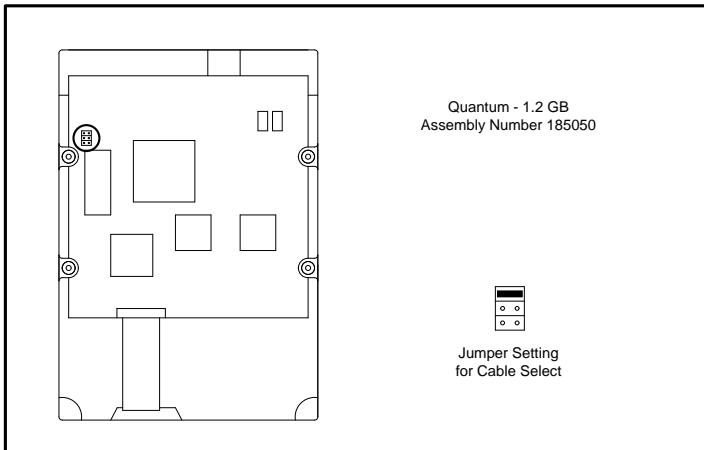 Quantum - 1.2 GB
Assembly Number 185050
Jumper Setting
for Cable Select